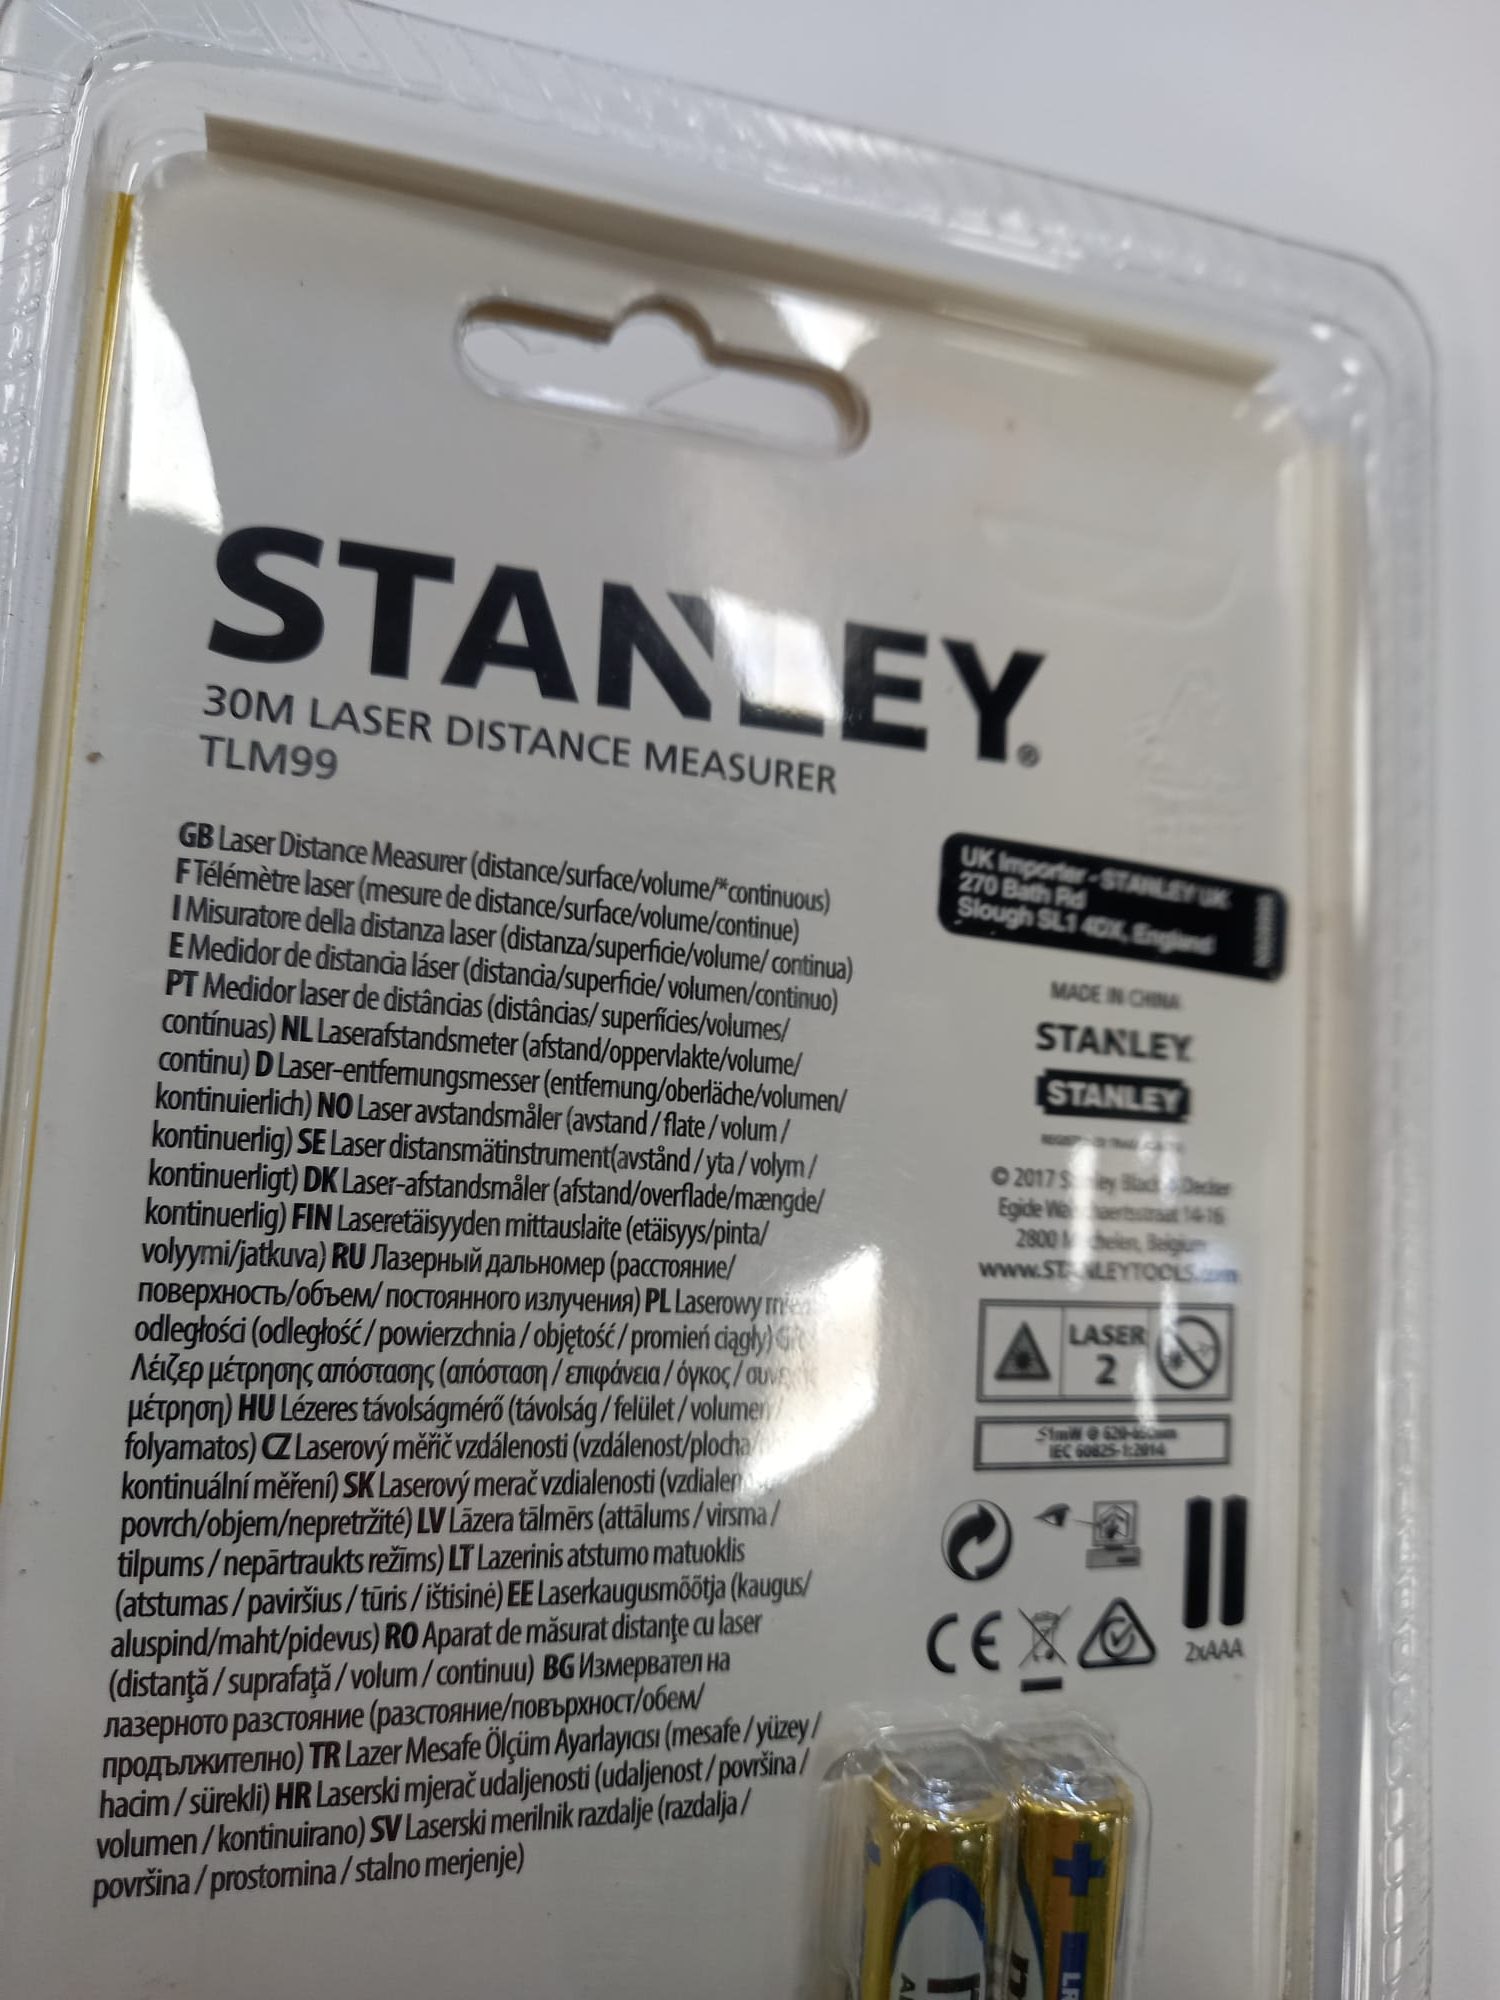 STANLEY®
30M LASER DISTANCE MEASURER
TLM99
GB Laser Distance Measurer (distance/surface/volume/*continuous)
F Télémètre laser (mesure de distance/surface/volume/continue)
I Misuratore della distanza laser (distanza/superficie/volume/ continua)
E Medidor de distancia láser (distancia/superficie/ volumen/continuo)
PT Medidor laser de distâncias (distâncias/ superfícies/volumes/
contínuas) NL Laserafstandsmeter (afstand/oppervlakte/volume/
continu) D Laser-entfernungsmesser (entfernung/oberläche/volumen/
kontinuierlich) NO Laser avstandsmåler (avstand / flate / volum /
kontinuerlig) SE Laser distansmätinstrument(avstånd / yta / volym /
kontinuerligt) DK Laser-afstandsmåler (afstand/overflade/mængde/
kontinuerlig) FIN Laseretäisyyden mittauslaite (etäisyys/pinta/
volyymi/jatkuva) RU Лазерный дальномер (расстояние/
поверхность/объем/ постоянного излучения) PL Laserowy
odległości (odległość / powierzchnia / objętość / promień ciągły)
Λέιζερ μέτρησης απόστασης (απόσταση / επιφάνεια / όγκος /
μέτρηση) HU Lézeres távolságmérő (távolság / felület / volumen /
folyamatos) CZ Laserový měřič vzdálenosti (vzdálenost/plocha/
kontinuální měření) SK Laserový merač vzdialenosti
povrch/objem/nepretržité) LV Lāzera tālmērs (attālums / virsma /
tilpums / nepārtraukts režīms) LT Lazerinis atstumo matuoklis
(atstumas / paviršius / tūris / ištisinė) EE Laserkaugusmõõtja (kaugus/
aluspind/maht/pidevus) RO Aparat de măsurat distanţe cu laser
(distanţă / suprafaţă / volum / continuu) BG Измервател на
лазерното разстояние (разстояние/повърхност/обем/
продължително) TR Lazer Mesafe Ölçüm Ayarlayıcısı (mesafe / yüzey /
hacim / sürekli) HR Laserski mjerač udaljenosti (udaljenost / površina /
volumen / kontinuirano) SV Laserski merilnik razdalje (razdalja /
površina / prostornina / stalno merjenje)
UK Importer - STANLEY UK
270 Bath Rd
Slough SL1 4DX, England
MADE IN CHINA
STANLEY
STANLEY
© 2017 Black Decker
Egide 14-16
2800 Belgium
LASER
2
IEC 60825-1:2014
CE
2xAAA